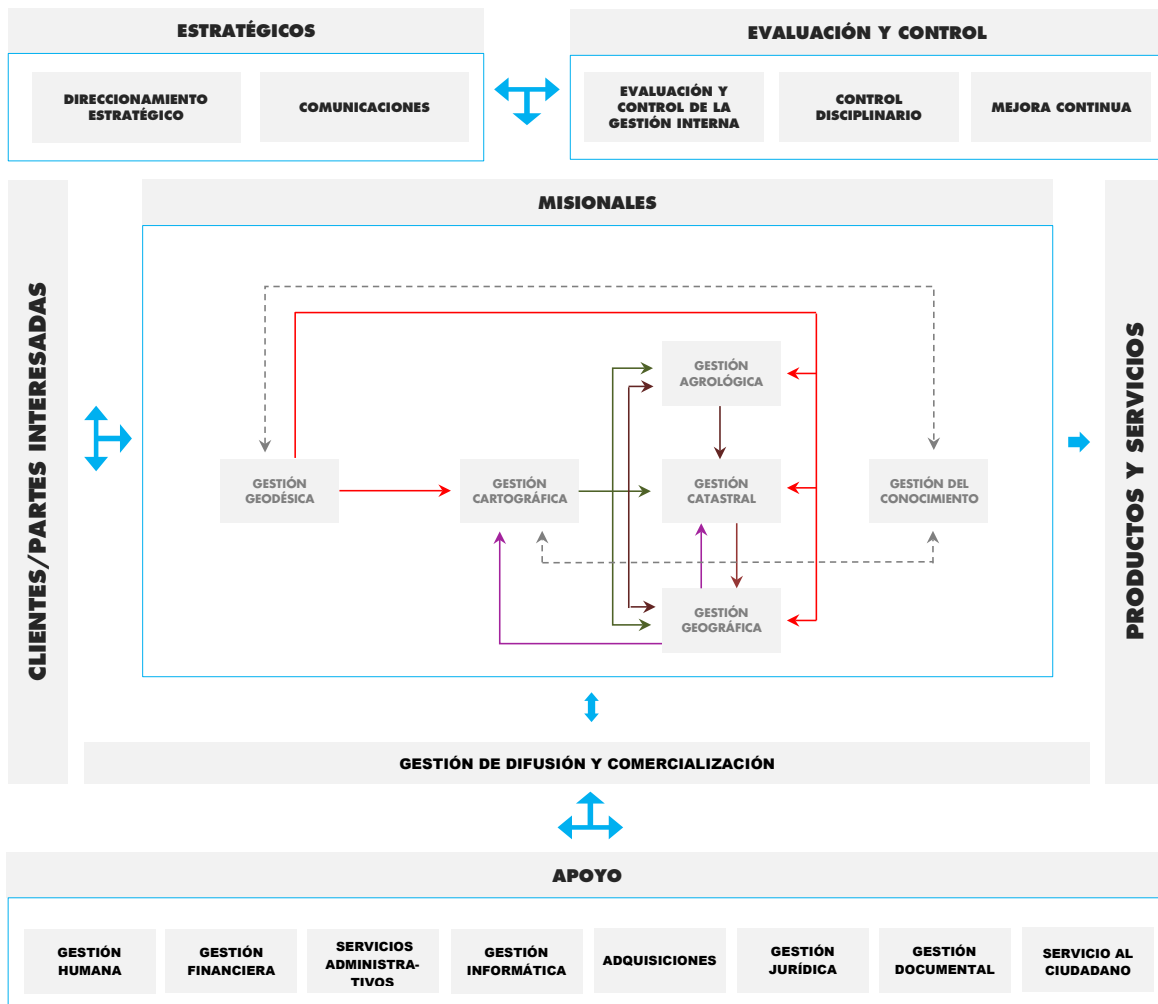 ESTRATÉGICOS
DIRECCIONAMIENTO
ESTRATÉGICO
COMUNICACIONES
EVALUACIÓN Y CONTROL
EVALUACIÓN Y
CONTROL DE LA
GESTIÓN INTERNA
CONTROL
DISCIPLINARIO
MEJORA CONTINUA
CLIENTES/PARTES INTERESADAS
MISIONALES
GESTIÓN
AGROLÓGICA
GESTIÓN
GEODÉSICA
GESTIÓN
CARTOGRÁFICA
GESTIÓN
CATASTRAL
GESTIÓN DEL
CONOCIMIENTO
GESTIÓN
GEOGRÁFICA
PRODUCTOS Y SERVICIOS
GESTIÓN DE DIFUSIÓN Y COMERCIALIZACIÓN
APOYO
GESTIÓN
HUMANA
GESTIÓN
FINANCIERA
SERVICIOS
ADMINISTRA-
TIVOS
GESTIÓN
INFORMÁTICA
ADQUISICIONES
GESTIÓN
JURÍDICA
GESTIÓN
DOCUMENTAL
SERVICIO AL
CIUDADANO